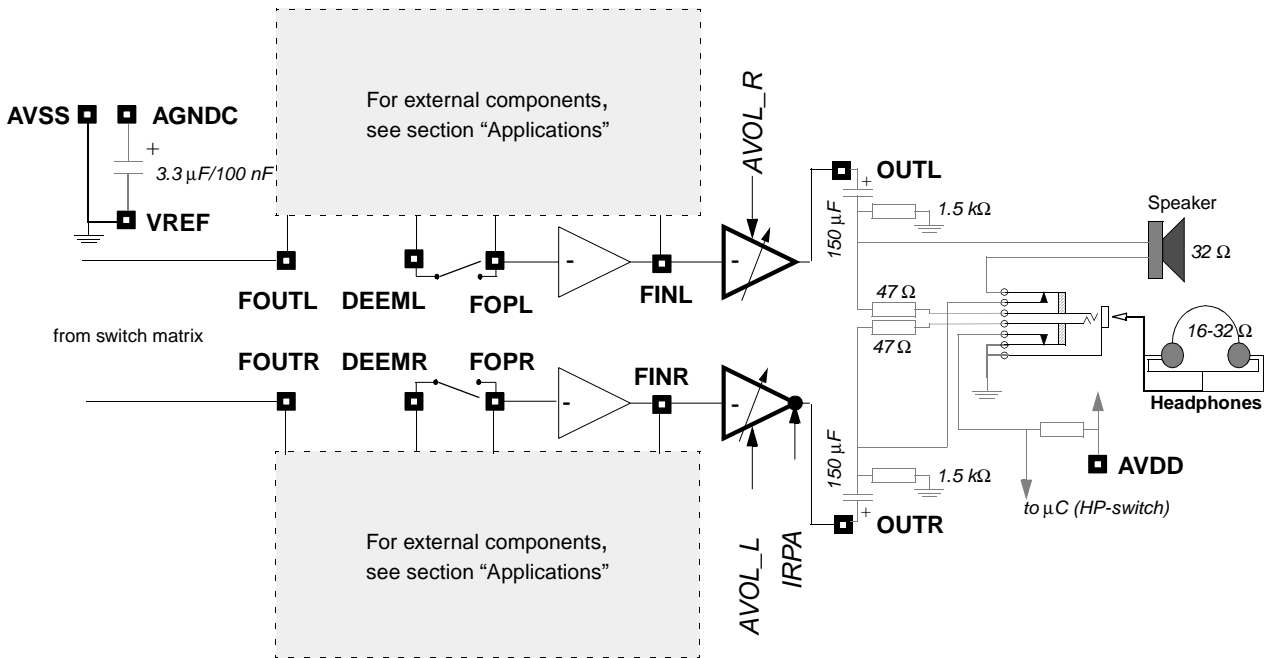 For external components,
see section “Applications”
AVOL_R
AVSS
AGNDC
+
3.3 µF/100 nF
VREF
OUTL
+
1.5 kΩ
150 µF
Speaker
32 Ω
-
-
FOUTL
DEEML
FOPL
FINL
47 Ω
47 Ω
from switch matrix
16-32 Ω
Headphones
FOUTR
DEEMR
FOPR
FINR
-
-
150 µF
1.5 kΩ
+
OUTR
AVDD
to µC (HP-switch)
AVOL_L
IRPA
For external components,
see section “Applications”